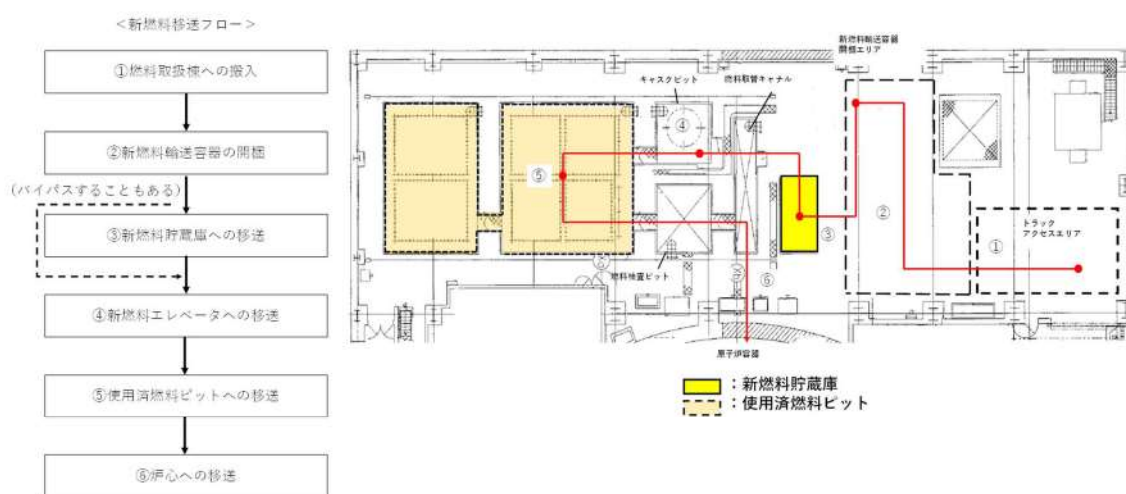 ＜新燃料移送フロー＞
①燃料取扱棟への搬入
②新燃料輸送容器の開梱
(バイパスすることもある)
③新燃料貯蔵庫への移送
④新燃料エレベータへの移送
⑤使用済燃料ピットへの移送
⑥炉心への移送
新燃料輸送容器
開梱エリア
キャスクピット
燃料取替キャナル
④
⑤
②
③
①
トラック
アクセスエリア
燃料検査ピット
⑥
原子炉容器
：新燃料貯蔵庫
：使用済燃料ピット